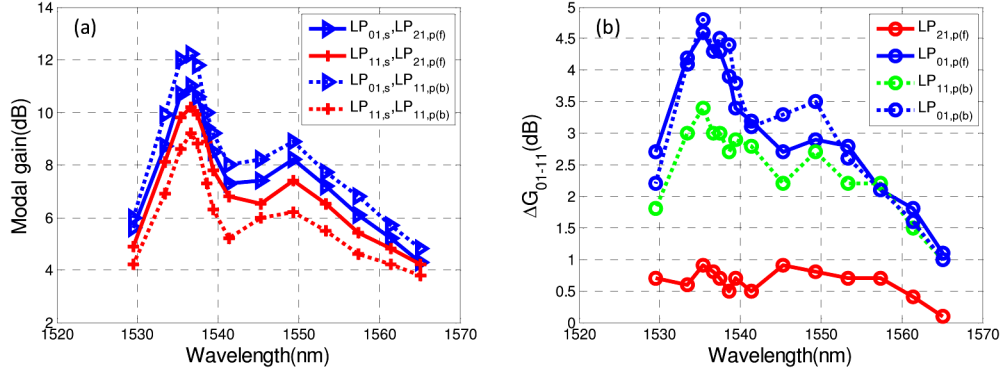 (a)
LP01,s,LP21,p(f)
LP11,s,LP21,p(f)
LP01,s,LP11,p(b)
LP11,s,LP11,p(b)
Modal gain(dB)
14
12
10
8
6
4
2
1520 1530 1540 1550 1560 1570
Wavelength(nm)
(b)
LP21,p(f)
LP01,p(f)
LP11,p(b)
LP01,p(b)
ΔG01-11(dB)
5
4.5
4
3.5
3
2.5
2
1.5
1
0.5
0
1520 1530 1540 1550 1560 1570
Wavelength(nm)